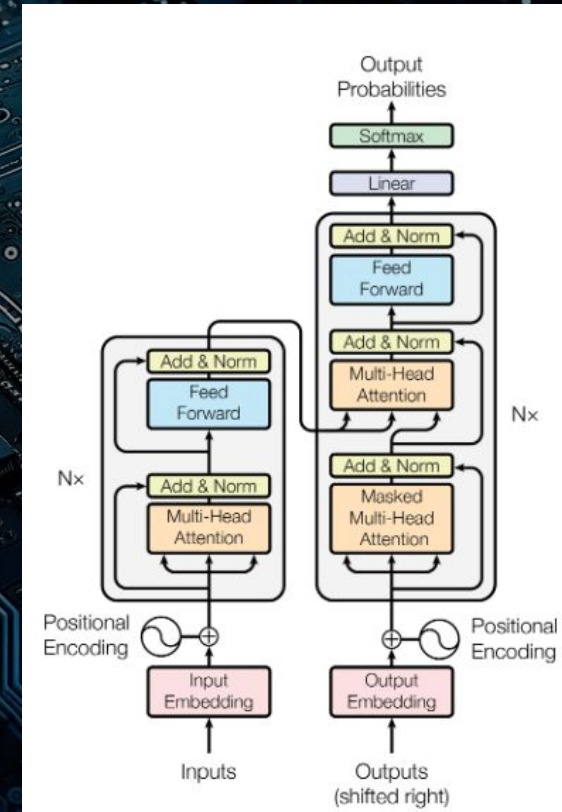 Output
Probabilities
Softmax
Linear
Add & Norm
Feed
Forward
Add & Norm
Multi-Head
Attention
Add & Norm
Masked
Multi-Head
Attention
N×
Add & Norm
Feed
Forward
Add & Norm
Multi-Head
Attention
N×
Positional
Encoding
Positional
Encoding
Input
Embedding
Output
Embedding
Inputs
Outputs
(shifted right)